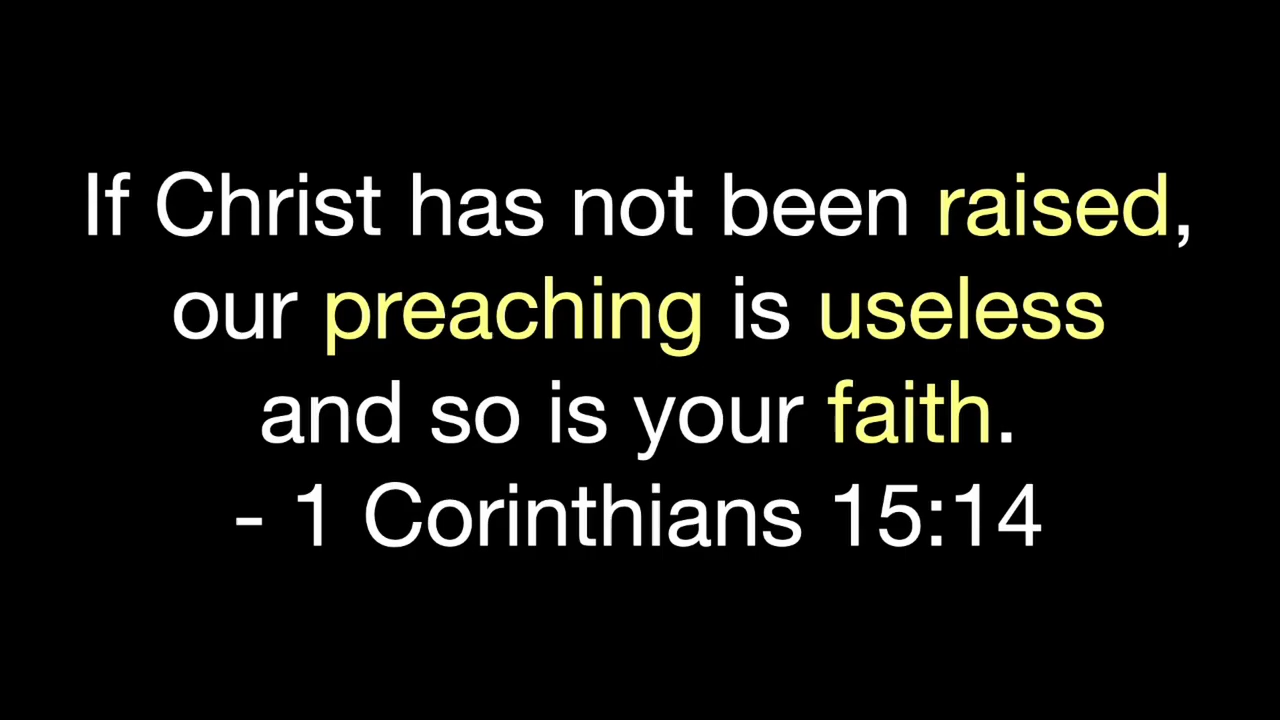 If Christ has not been raised,
our preaching is useless
and so is your faith.
- 1 Corinthians 15:14